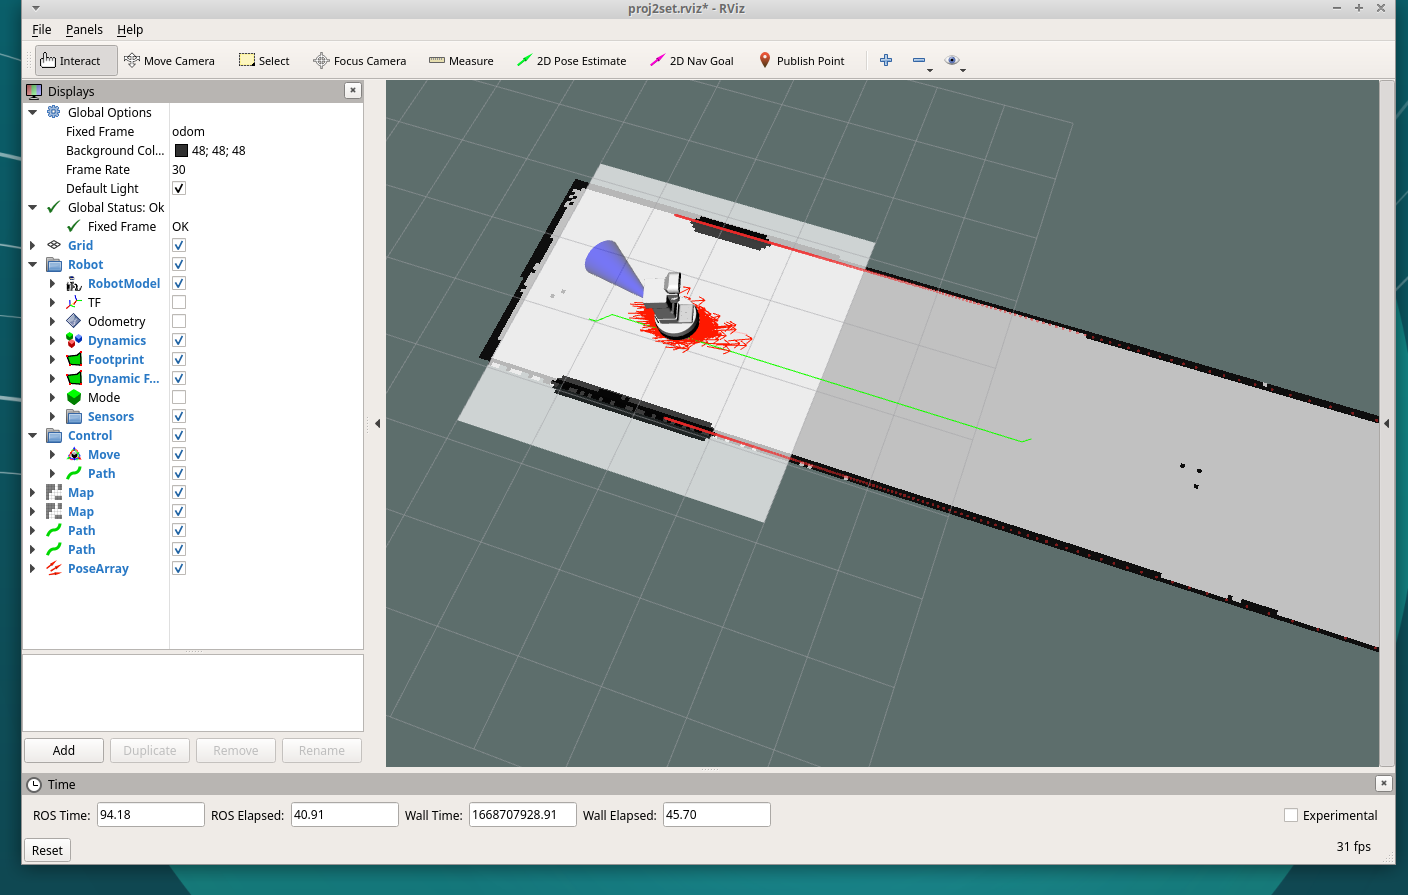 proj2set.rviz* - RViz
File Panels Help
Interact Move Camera Select Focus Camera Measure 2D Pose Estimate 2D Nav Goal Publish Point
Displays
Global Options
Fixed Frame odom
Background Col... 48; 48; 48
Frame Rate 30
Default Light
Global Status: Ok
Fixed Frame OK
Grid
Robot
RobotModel
TF
Odometry
Dynamics
Footprint
Dynamic F...
Mode
Sensors
Control
Move
Path
Map
Map
Path
Path
PoseArray
Add Duplicate Remove Rename
Time
ROS Time: 94.18 ROS Elapsed: 40.91 Wall Time: 1668707928.91 Wall Elapsed: 45.70 Experimental
Reset 31 fps